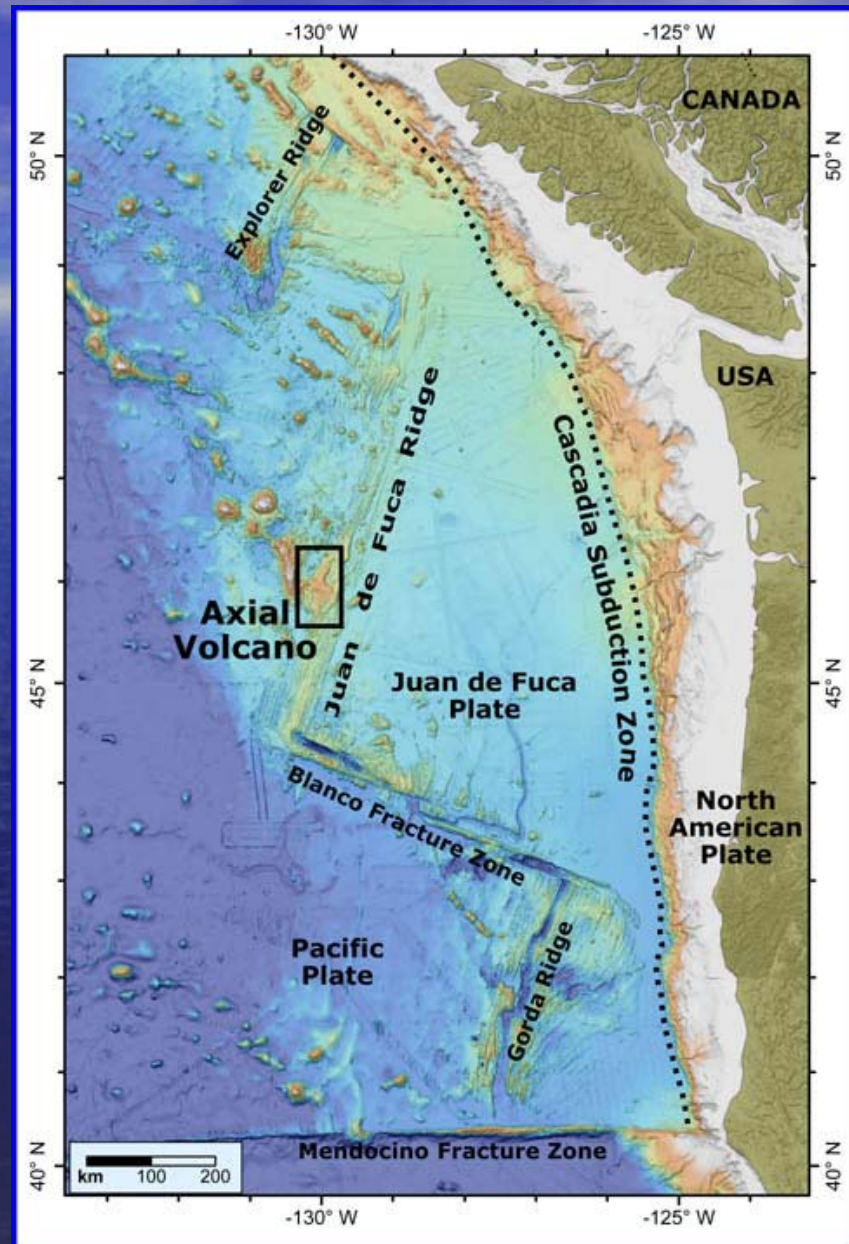 -130° W
-125° W
CANADA
50° N
50° N
Explorer Ridge
USA
Juan de Fuca Ridge
Cascadia Subduction Zone
Axial
Volcano
45° N
45° N
Juan de Fuca
Plate
Blanco Fracture Zone
North
American
Plate
Pacific
Plate
Gorda Ridge
Mendocino Fracture Zone
km 100 200
40° N
40° N
-130° W
-125° W